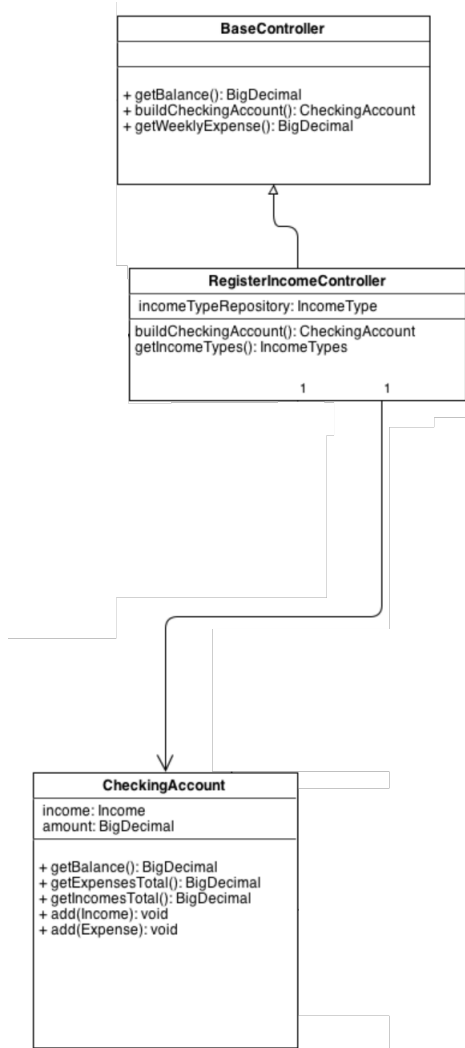 BaseController
+ getBalance(): BigDecimal
+ buildCheckingAccount(): CheckingAccount
+ getWeeklyExpense(): BigDecimal
RegisterIncomeController
incomeTypeRepository: IncomeType
buildCheckingAccount(): CheckingAccount
getIncomeTypes(): IncomeTypes
1 1
CheckingAccount
income: Income
amount: BigDecimal
+ getBalance(): BigDecimal
+ getExpensesTotal(): BigDecimal
+ getIncomesTotal(): BigDecimal
+ add(Income): void
+ add(Expense): void